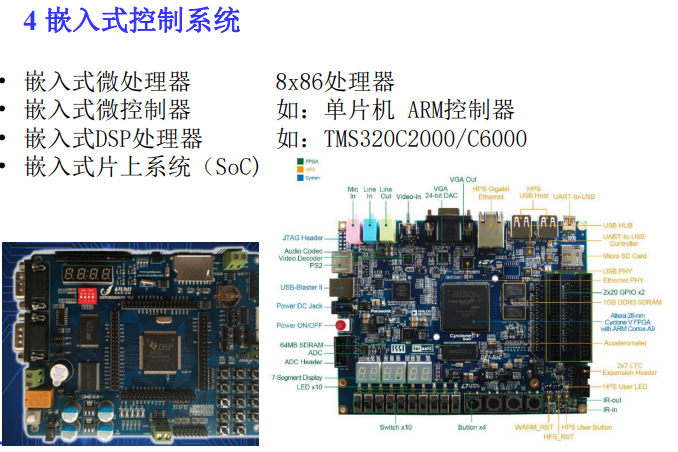 4 嵌入式控制系统
• 嵌入式微处理器 8x86处理器
• 嵌入式微控制器 如：单片机 ARM控制器
• 嵌入式DSP处理器 如：TMS320C2000/C6000
• 嵌入式片上系统（SoC)
FPGA
HPS
System
Mic In
Line In
Line Out
Video-In
VGA 24-bit DAC
VGA Out
HPS Gigabit Ethernet
HPS USB Host
UART-to-USB
JTAG Header
Audio Codec
Video Decoder
PS2
USB-Blaster II
Power DC Jack
Power ON/OFF
64MB SDRAM
ADC
ADC Header
7-Segment Display
LED x10
USB HUB
UART-to-USB Controller
Micro SD Card
USB PHY
Ethernet PHY
2x20 GPIO x2
1GB DDR3 SDRAM
Altera 28-nm Cyclone V FPGA with ARM Cortex-A9
Accelerometer
2x7 LTC Expansion Header
HPS User LED
IR-out
IR-in
Switch x10
Button x4
WARM_RST
HPS_RST
HPS User Button
Cyclone V
ISSI
DSP